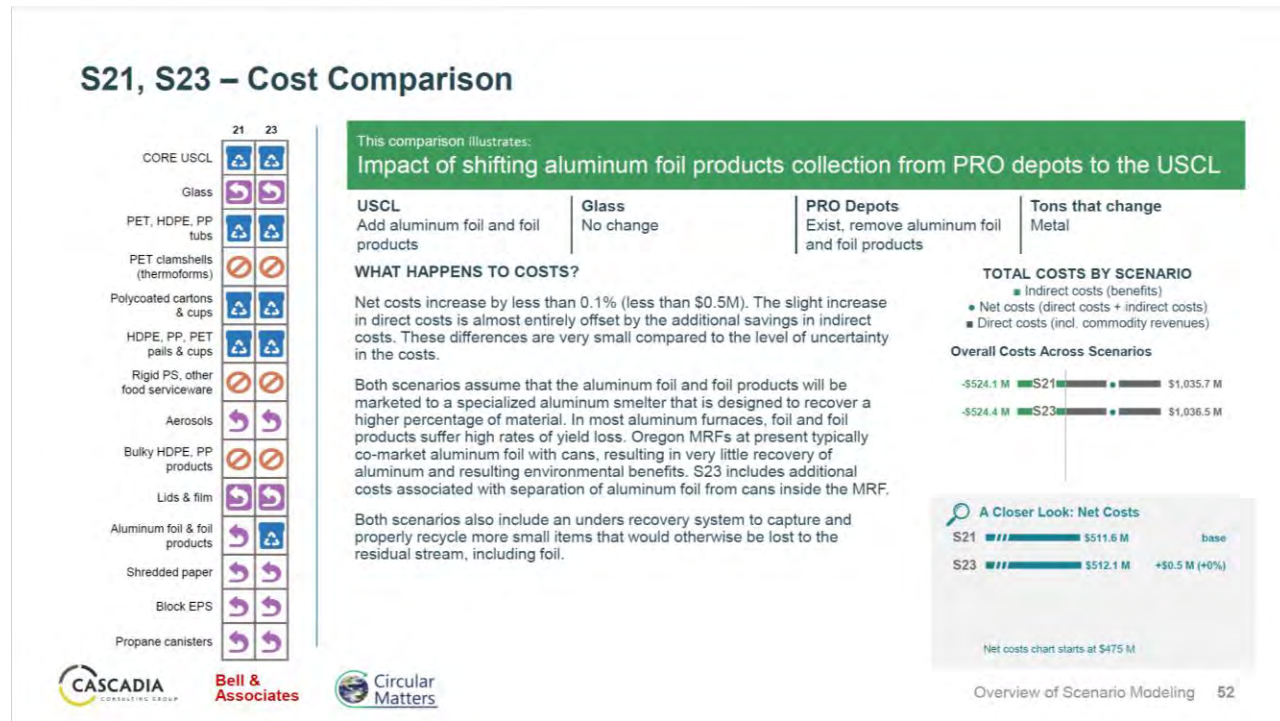 S21, S23 – Cost Comparison
21 23
CORE USCL
Glass
PET, HDPE, PP
tubs
PET clamshells
(thermoforms)
Polycoated cartons
& cups
HDPE, PP, PET
pails & cups
Rigid PS, other
food serviceware
Aerosols
Bulky HDPE, PP
products
Lids & film
Aluminum foil & foil
products
Shredded paper
Block EPS
Propane canisters
This comparison illustrates:
Impact of shifting aluminum foil products collection from PRO depots to the USCL
USCL
Add aluminum foil and foil
products
Glass
No change
PRO Depots
Exist, remove aluminum foil
and foil products
Tons that change
Metal
WHAT HAPPENS TO COSTS?
Net costs increase by less than 0.1% (less than $0.5M). The slight increase
in direct costs is almost entirely offset by the additional savings in indirect
costs. These differences are very small compared to the level of uncertainty
in the costs.
Both scenarios assume that the aluminum foil and foil products will be
marketed to a specialized aluminum smelter that is designed to recover a
higher percentage of material. In most aluminum furnaces, foil and foil
products suffer high rates of yield loss. Oregon MRFs at present typically
co-market aluminum foil with cans, resulting in very little recovery of
aluminum and resulting environmental benefits. S23 includes additional
costs associated with separation of aluminum foil from cans inside the MRF.
Both scenarios also include an unders recovery system to capture and
properly recycle more small items that would otherwise be lost to the
residual stream, including foil.
TOTAL COSTS BY SCENARIO
Indirect costs (benefits)
Net costs (direct costs + indirect costs)
Direct costs (incl. commodity revenues)
Overall Costs Across Scenarios
-$524.1 M S21 $1,035.7 M
-$524.4 M S23 $1,036.5 M
A Closer Look: Net Costs
S21 $511.6 M base
S23 $512.1 M +$0.5 M (+0%)
Net costs chart starts at $475 M
CASCADIA
CONSULTING GROUP
Bell &
Associates
Circular
Matters
Overview of Scenario Modeling 52